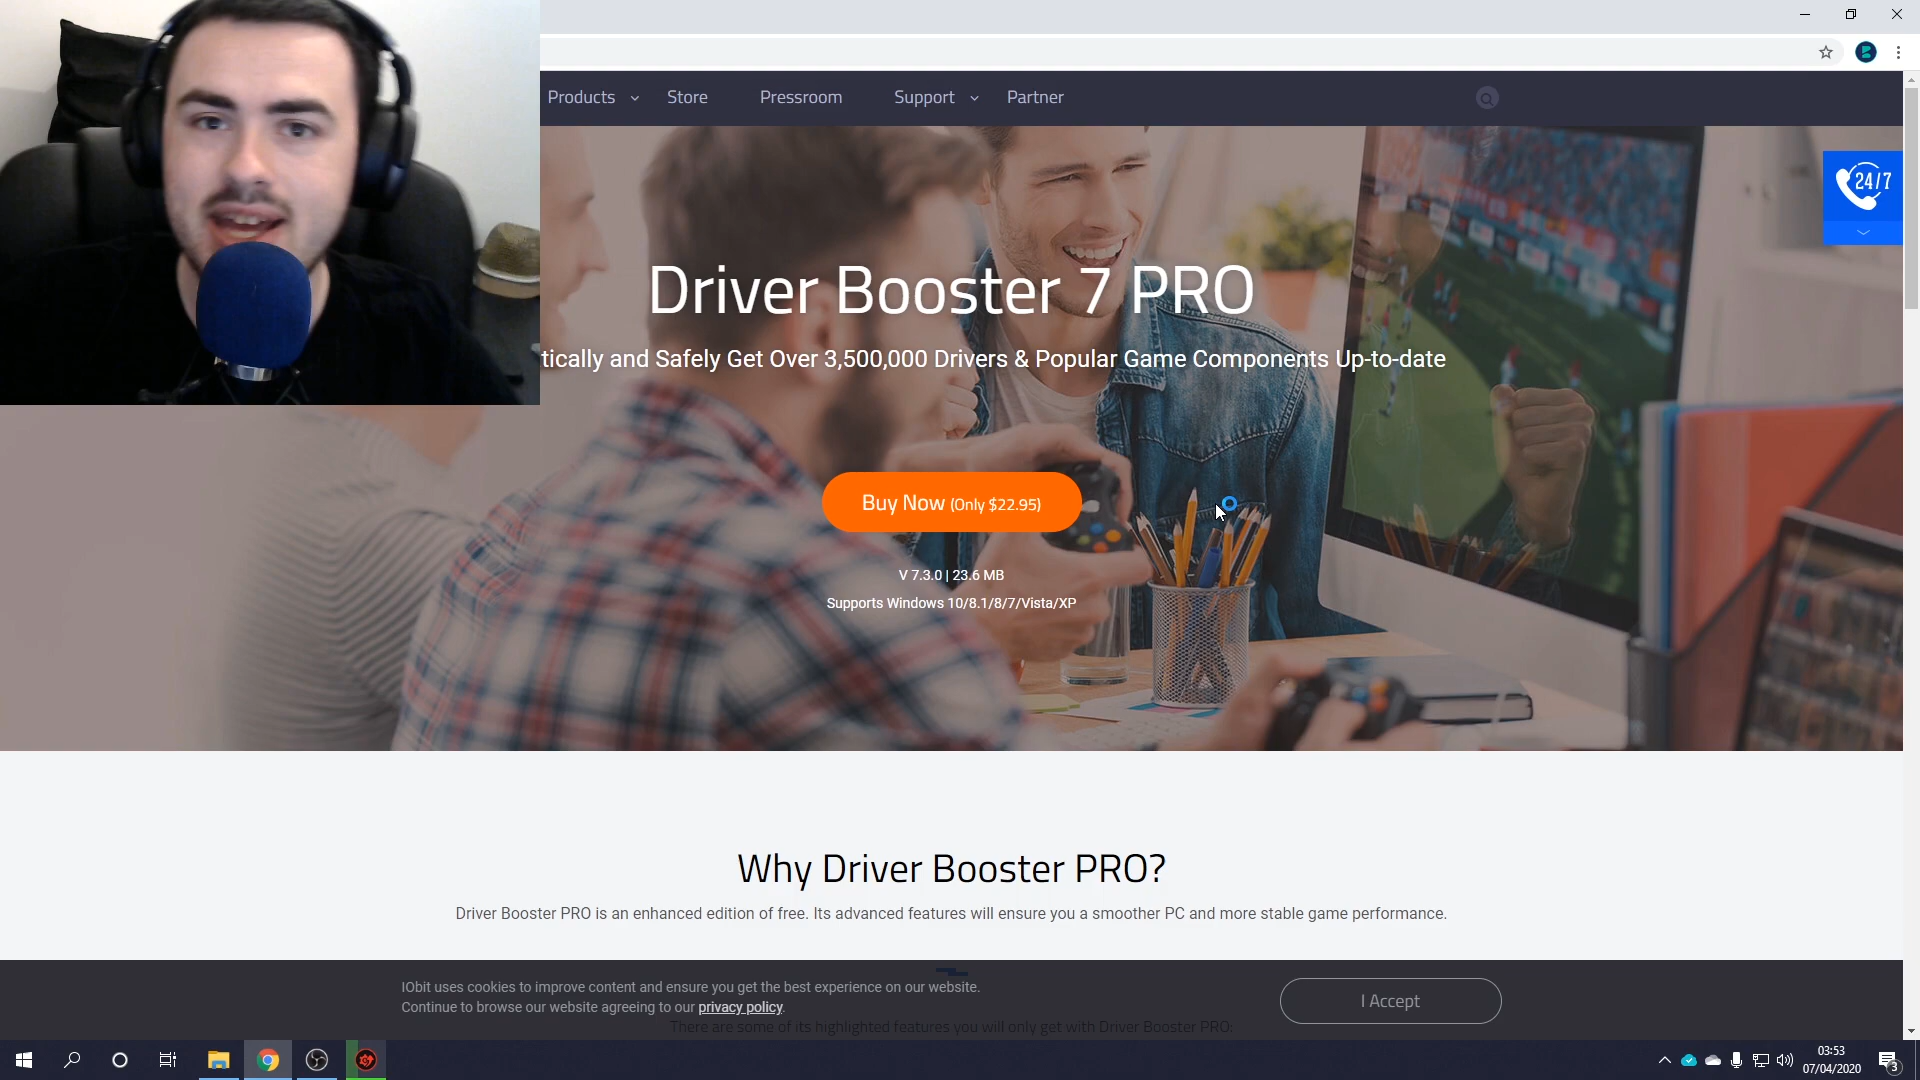 Products
Store
Pressroom
Support
Partner
24/7
Driver Booster 7 PRO
tically and Safely Get Over 3,500,000 Drivers & Popular Game Components Up-to-date
Buy Now (Only $22.95)
V 7.3.0 | 23.6 MB
Supports Windows 10/8.1/8/7/Vista/XP
Why Driver Booster PRO?
Driver Booster PRO is an enhanced edition of free. Its advanced features will ensure you a smoother PC and more stable game performance.
IObit uses cookies to improve content and ensure you get the best experience on our website.
Continue to browse our website agreeing to our privacy policy.
I Accept
There are some of its highlighted features you will only get with Driver Booster PRO:
03:53
07/04/2020
3